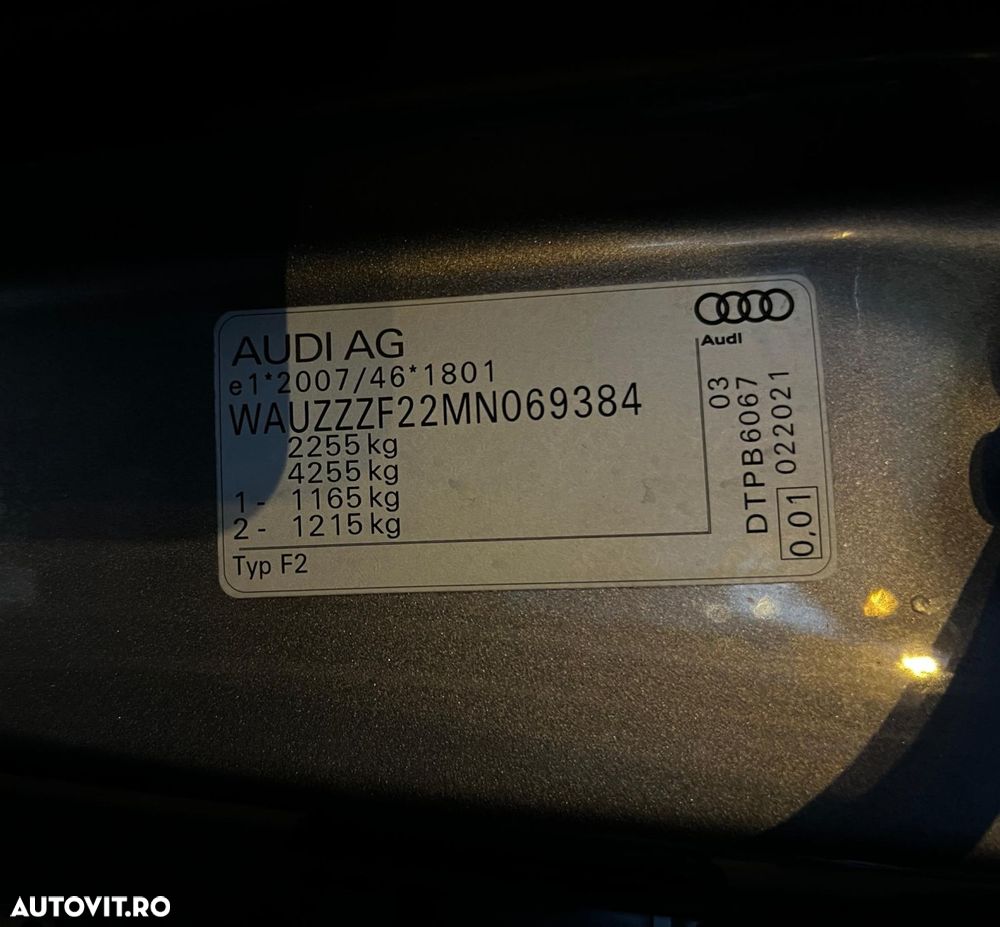 AUDI AG
e1*2007/46*1801
WAUZZZF22MN069384
2255 kg
4255 kg
1 - 1165 kg
2 - 1215 kg
Typ F2
Audi
03
DTPB6067
0,01 022021
AUTOVIT.RO